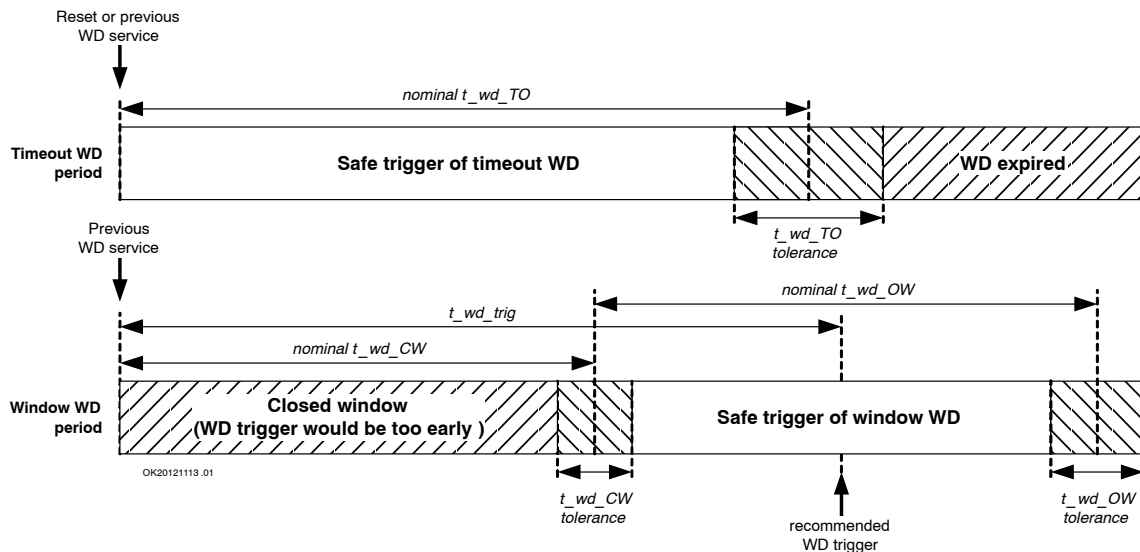 Reset or previous
WD service
nominal t_wd_TO
Timeout WD
period
Safe trigger of timeout WD
WD expired
t_wd_TO
tolerance
Previous
WD service
nominal t_wd_OW
t_wd_trig
nominal t_wd_CW
Window WD
period
Closed window
(WD trigger would be too early )
Safe trigger of window WD
OK20121113 .01
t_wd_CW
tolerance
recommended
WD trigger
t_wd_OW
tolerance